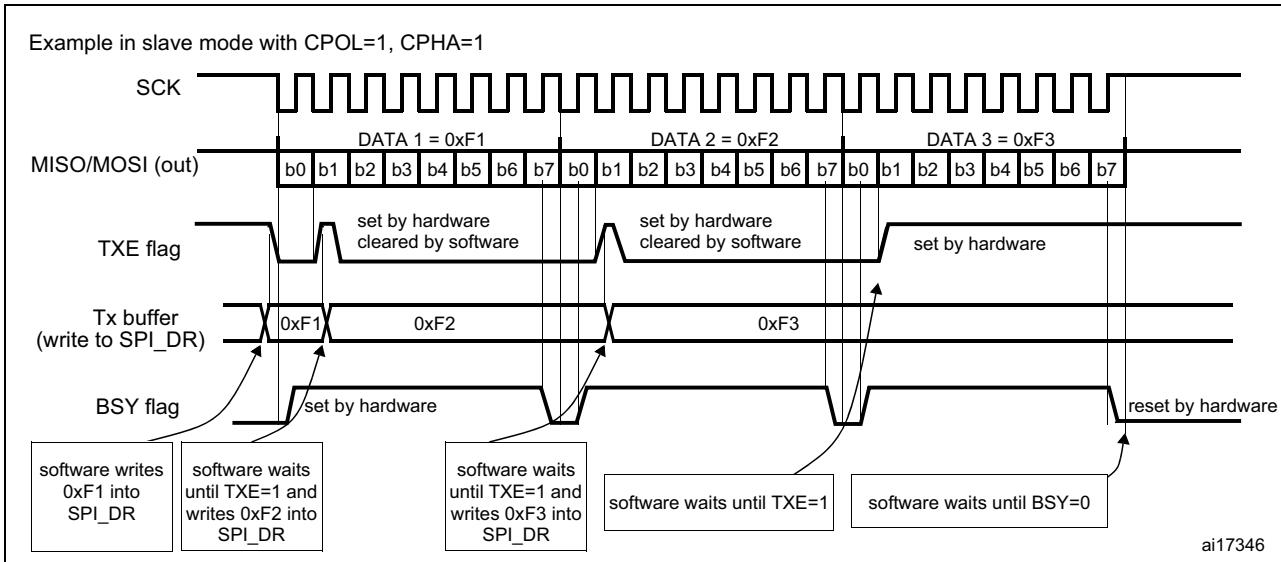 Example in slave mode with CPOL=1, CPHA=1
SCK
DATA 1 = 0xF1 DATA 2 = 0xF2 DATA 3 = 0xF3
MISO/MOSI (out) b0 b1 b2 b3 b4 b5 b6 b7 b0 b1 b2 b3 b4 b5 b6 b7 b0 b1 b2 b3 b4 b5 b6 b7
TXE flag
set by hardware
cleared by software
set by hardware
cleared by software
set by hardware
Tx buffer
(write to SPI_DR)
0xF1 0xF2 0xF3
BSY flag
set by hardware
reset by hardware
software writes
0xF1 into
SPI_DR
software waits
until TXE=1 and
writes 0xF2 into
SPI_DR
software waits
until TXE=1 and
writes 0xF3 into
SPI_DR
software waits until TXE=1
software waits until BSY=0
ai17346